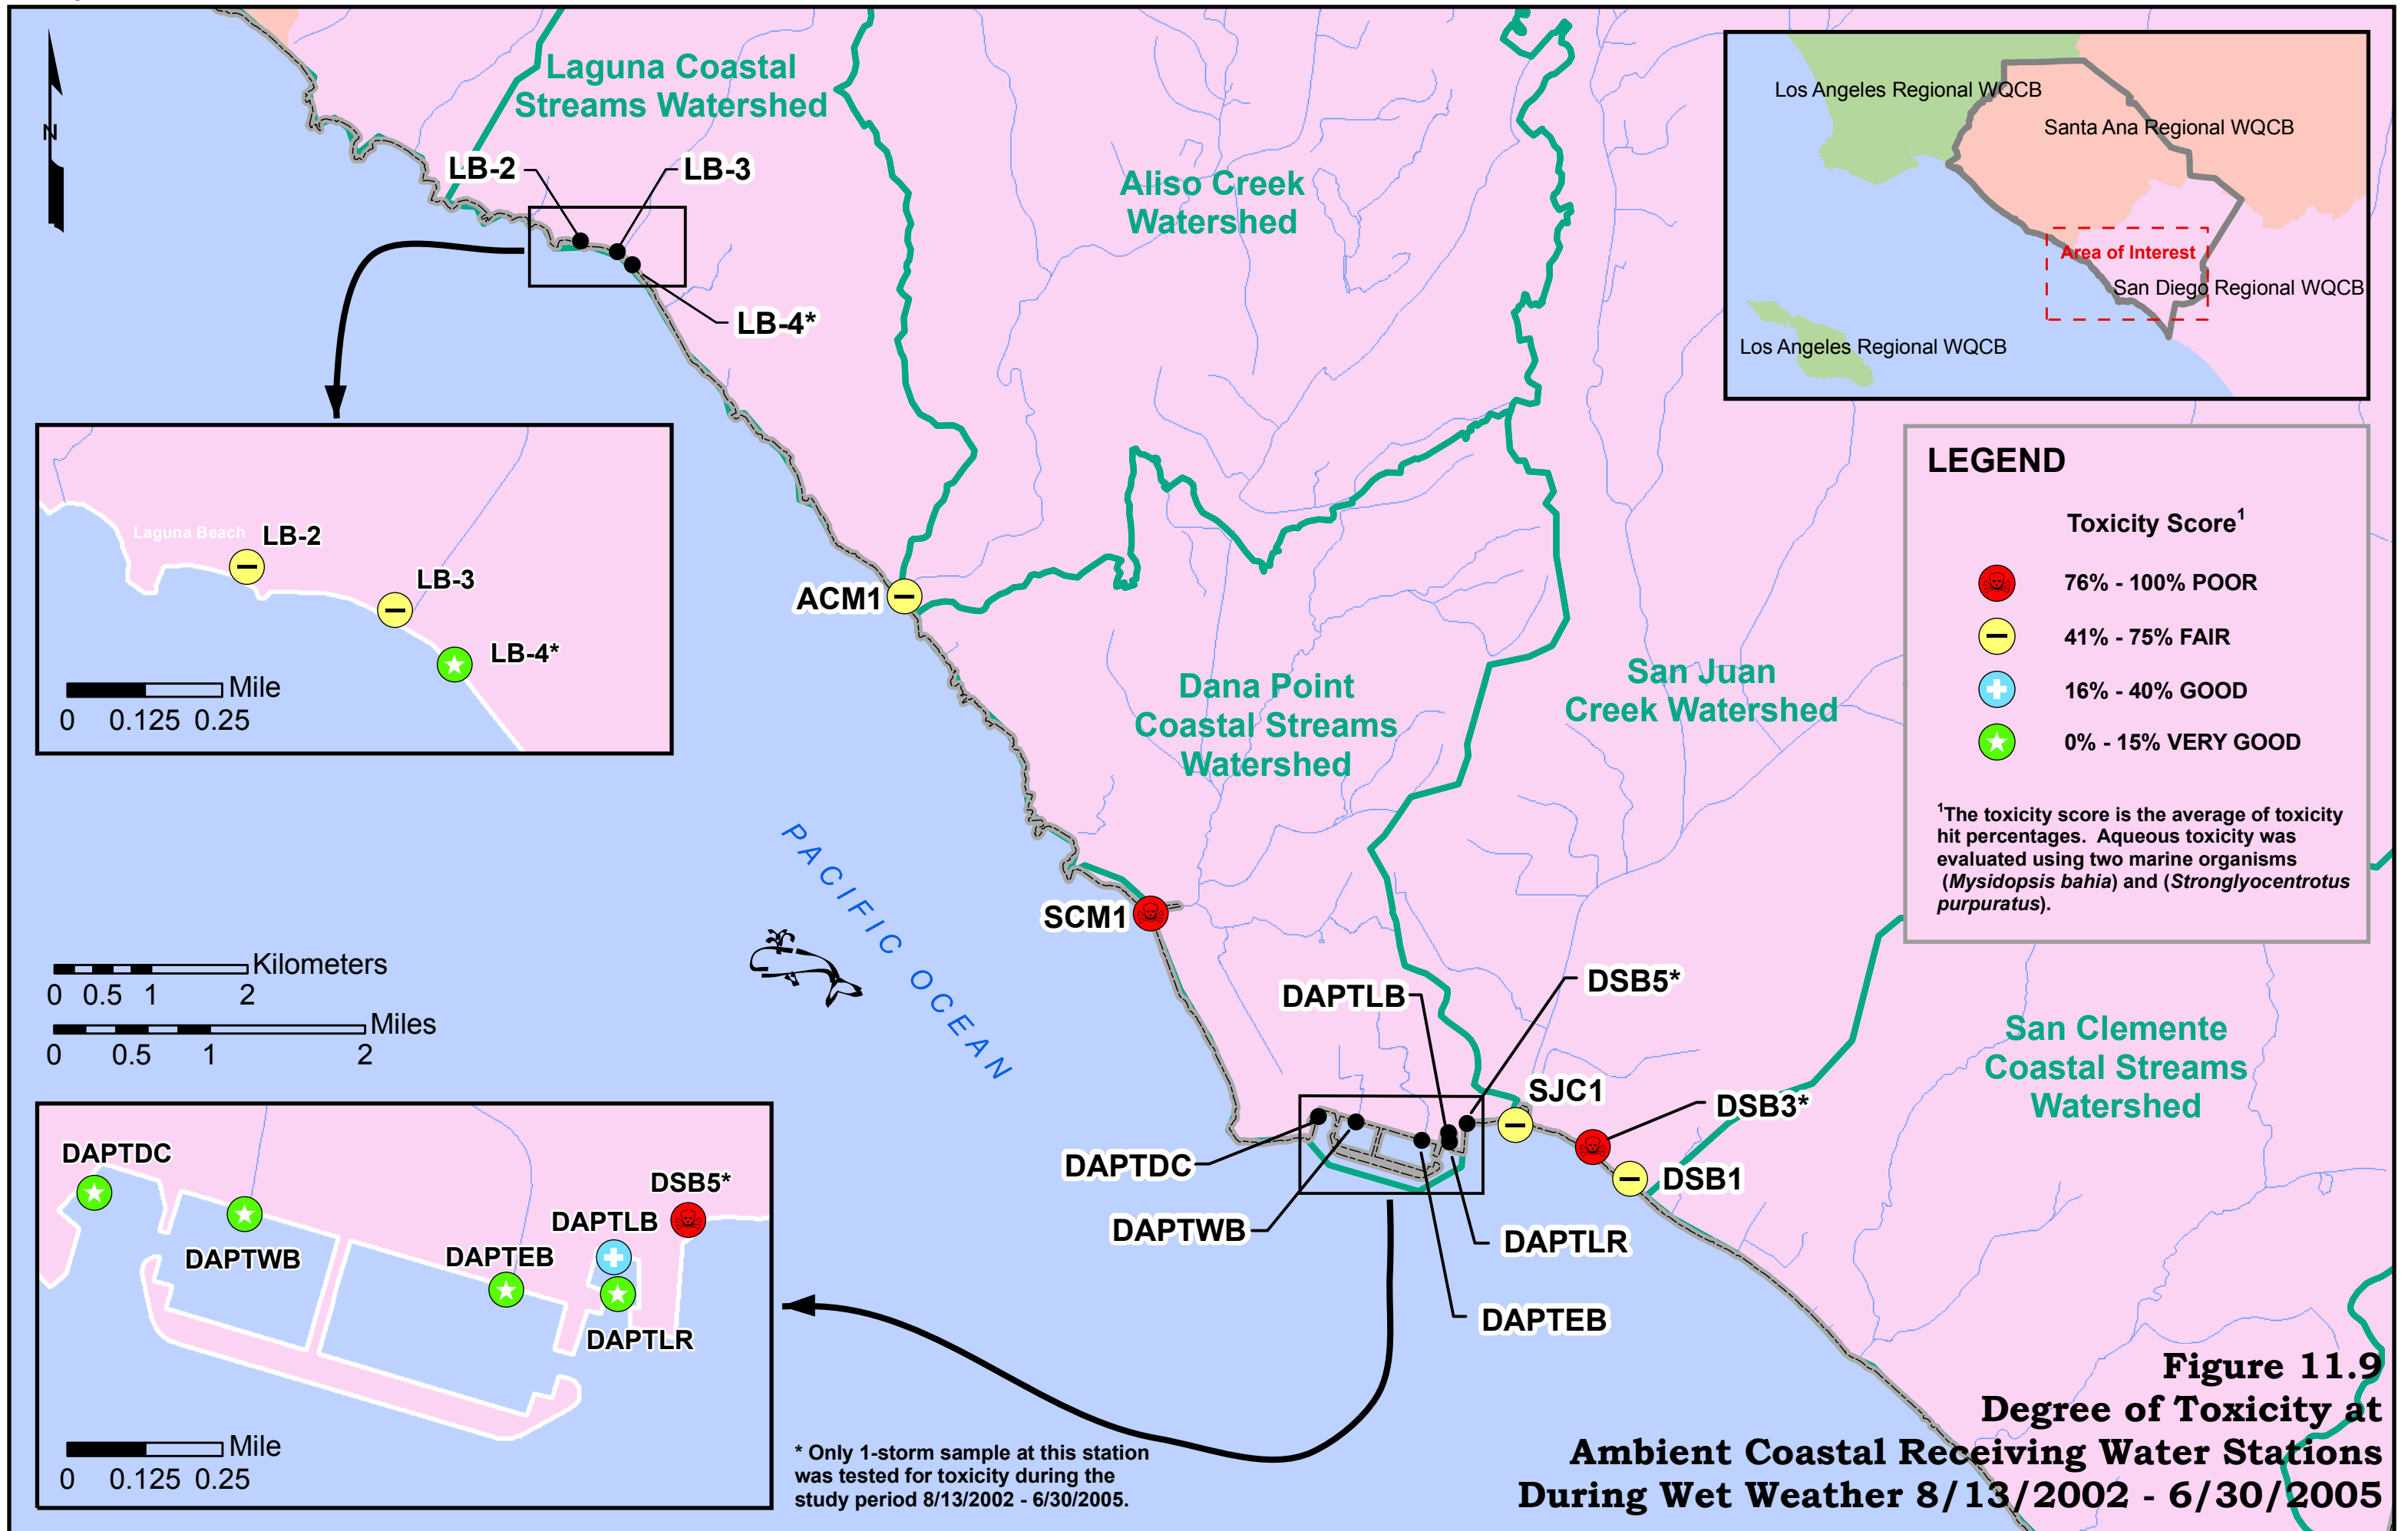 N
Laguna Coastal
Streams Watershed
LB-2
LB-3
LB-4*
Aliso Creek
Watershed
Los Angeles Regional WQCB
Santa Ana Regional WQCB
Area of Interest
San Diego Regional WQCB
Los Angeles Regional WQCB
Laguna Beach
LB-2
LB-3
LB-4*
Mile
0 0.125 0.25
ACM1
Dana Point
Coastal Streams
Watershed
San Juan
Creek Watershed
LEGEND
Toxicity Score1
76% - 100% POOR
41% - 75% FAIR
16% - 40% GOOD
0% - 15% VERY GOOD
1The toxicity score is the average of toxicity
hit percentages. Aqueous toxicity was
evaluated using two marine organisms
(Mysidopsis bahia) and (Stronglyocentrotus
purpuratus).
PACIFIC OCEAN
SCM1
Kilometers
0 0.5 1 2
Miles
0 0.5 1 2
DAPTLB
DSB5*
SJC1
DSB3*
DSB1
DAPTDC
DAPTWB
DAPTLR
DAPTEB
San Clemente
Coastal Streams
Watershed
DAPTDC
DAPTWB
DAPTEB
DAPTLB
DSB5*
DAPTLR
Mile
0 0.125 0.25
* Only 1-storm sample at this station
was tested for toxicity during the
study period 8/13/2002 - 6/30/2005.
Figure 11.9
Degree of Toxicity at
Ambient Coastal Receiving Water Stations
During Wet Weather 8/13/2002 - 6/30/2005